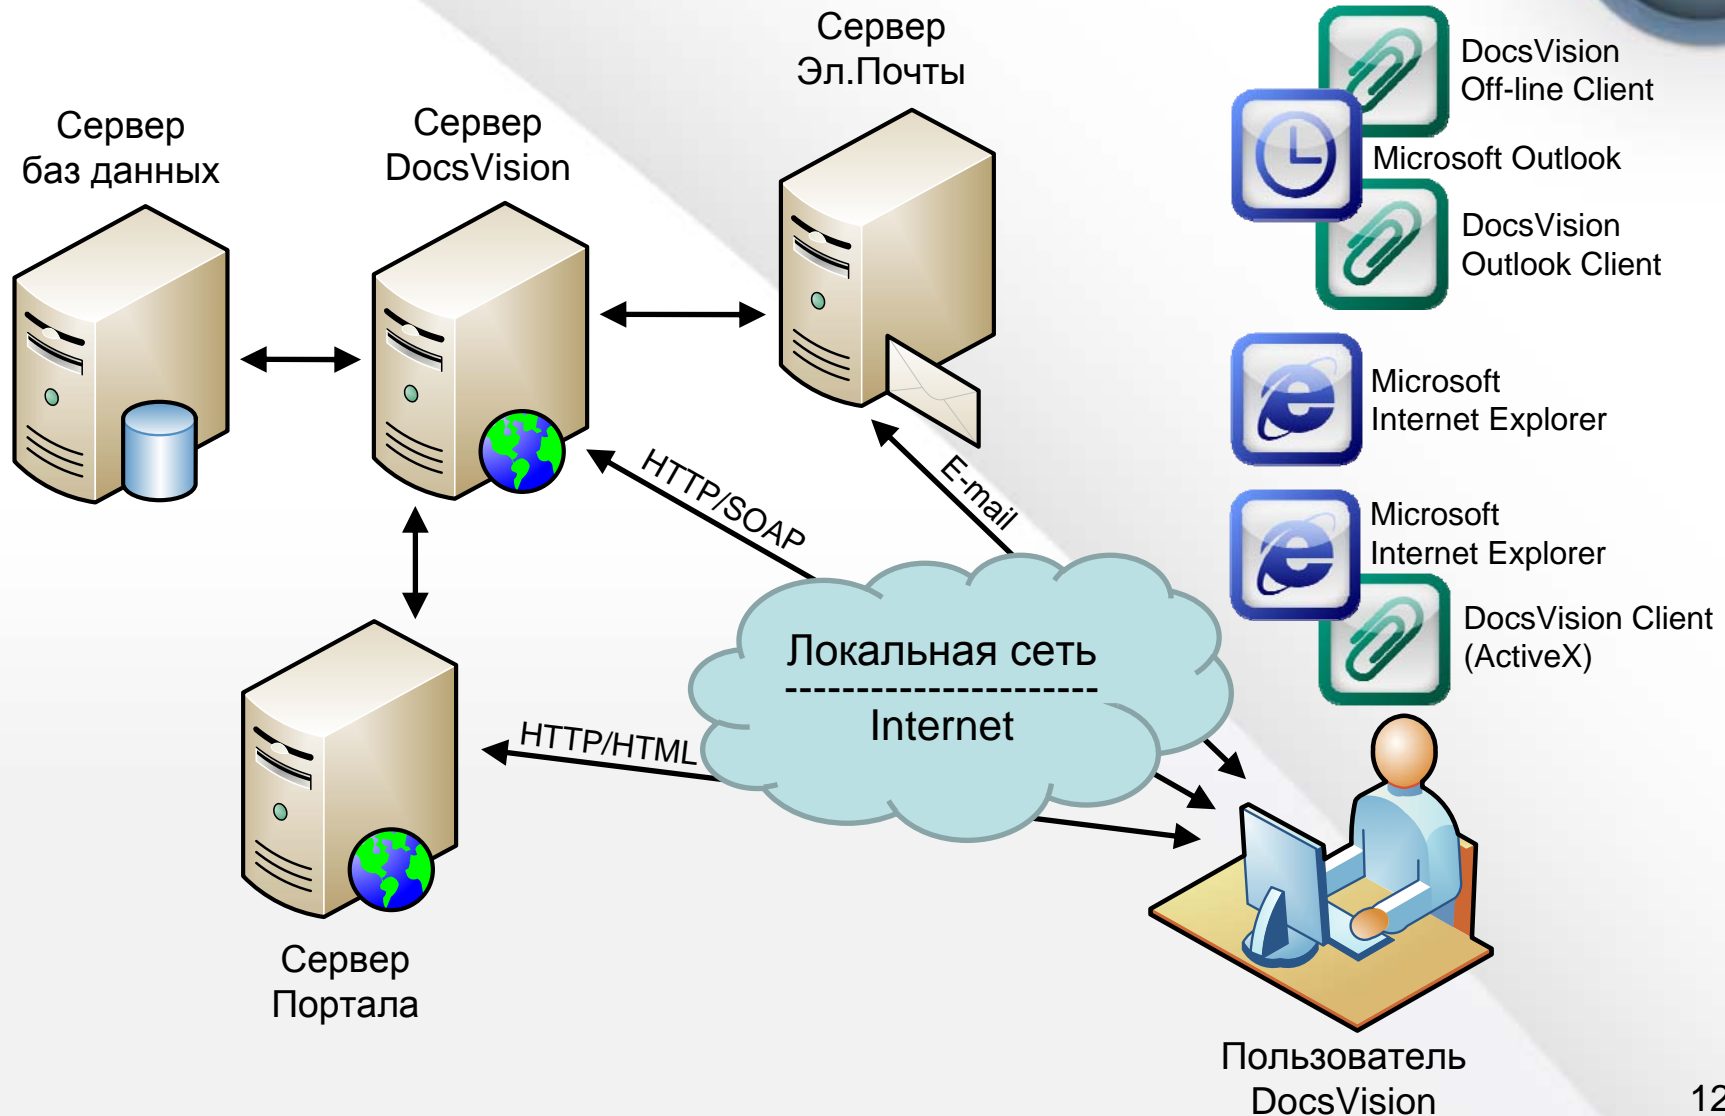 Сервер
Эл.Почты
Сервер
баз данных
Сервер
DocsVision
DocsVision
Off-line Client
Microsoft Outlook
DocsVision
Outlook Client
Microsoft
Internet Explorer
Microsoft
Internet Explorer
DocsVision Client
(ActiveX)
HTTP/SOAP
E-mail
Локальная сеть
----------------------
Internet
HTTP/HTML
Сервер
Портала
Пользователь
DocsVision
12